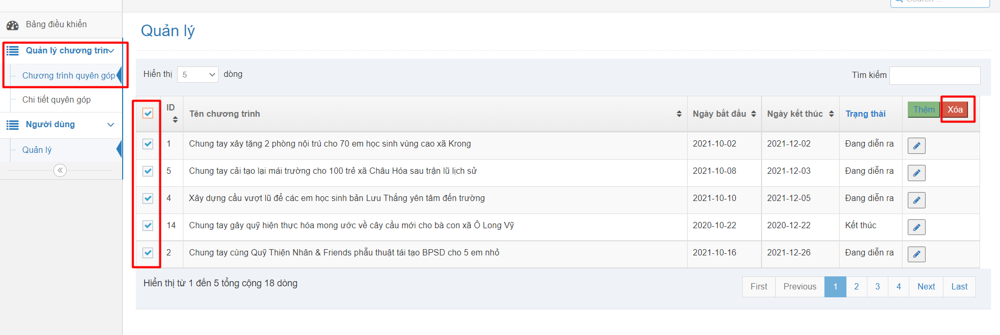 Search ...
Bảng điều khiển
Quản lý chương trìn
Chương trình quyên góp
Chi tiết quyên góp
Người dùng
Quản lý
Quản lý
Hiển thị 5 dòng
Tìm kiếm
ID Tên chương trình Ngày bắt đầu Ngày kết thúc Trạng thái Thêm Xóa
1 Chung tay xây tặng 2 phòng nội trú cho 70 em học sinh vùng cao xã Krong 2021-10-02 2021-12-02 Đang diễn ra
5 Chung tay cải tạo lại mái trường cho 100 trẻ xã Châu Hóa sau trận lũ lịch sử 2021-10-08 2021-12-03 Đang diễn ra
4 Xây dựng cầu vượt lũ để các em học sinh bản Lưu Thắng yên tâm đến trường 2021-10-10 2021-12-05 Đang diễn ra
14 Chung tay gây quỹ hiện thực hóa mong ước về cây cầu mới cho bà con xã Ô Long Vỹ 2020-10-22 2020-12-22 Kết thúc
2 Chung tay cùng Quỹ Thiện Nhân & Friends phẫu thuật tái tạo BPSD cho 5 em nhỏ 2021-10-16 2021-12-26 Đang diễn ra
Hiển thị từ 1 đến 5 tổng cộng 18 dòng
First Previous 1 2 3 4 Next Last